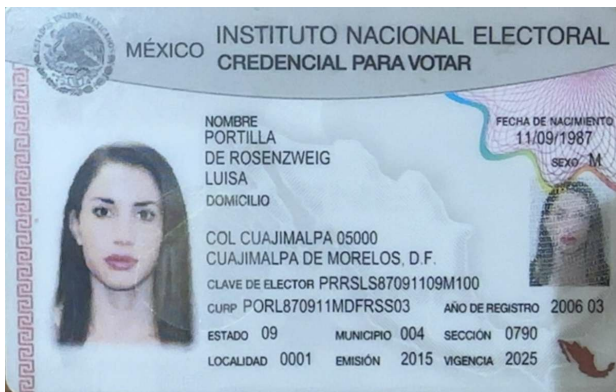 MÉXICO INSTITUTO NACIONAL ELECTORAL
CREDENCIAL PARA VOTAR
NOMBRE
PORTILLA
DE ROSENZWEIG
LUISA
FECHA DE NACIMIENTO
11/09/1987
SEXO M
DOMICILIO
COL CUAJIMALPA 05000
CUAJIMALPA DE MORELOS, D.F.
CLAVE DE ELECTOR PRRSLS87091109M100
CURP PORL870911MDFRSS03 AÑO DE REGISTRO 2006 03
ESTADO 09 MUNICIPIO 004 SECCIÓN 0790
LOCALIDAD 0001 EMISIÓN 2015 VIGENCIA 2025